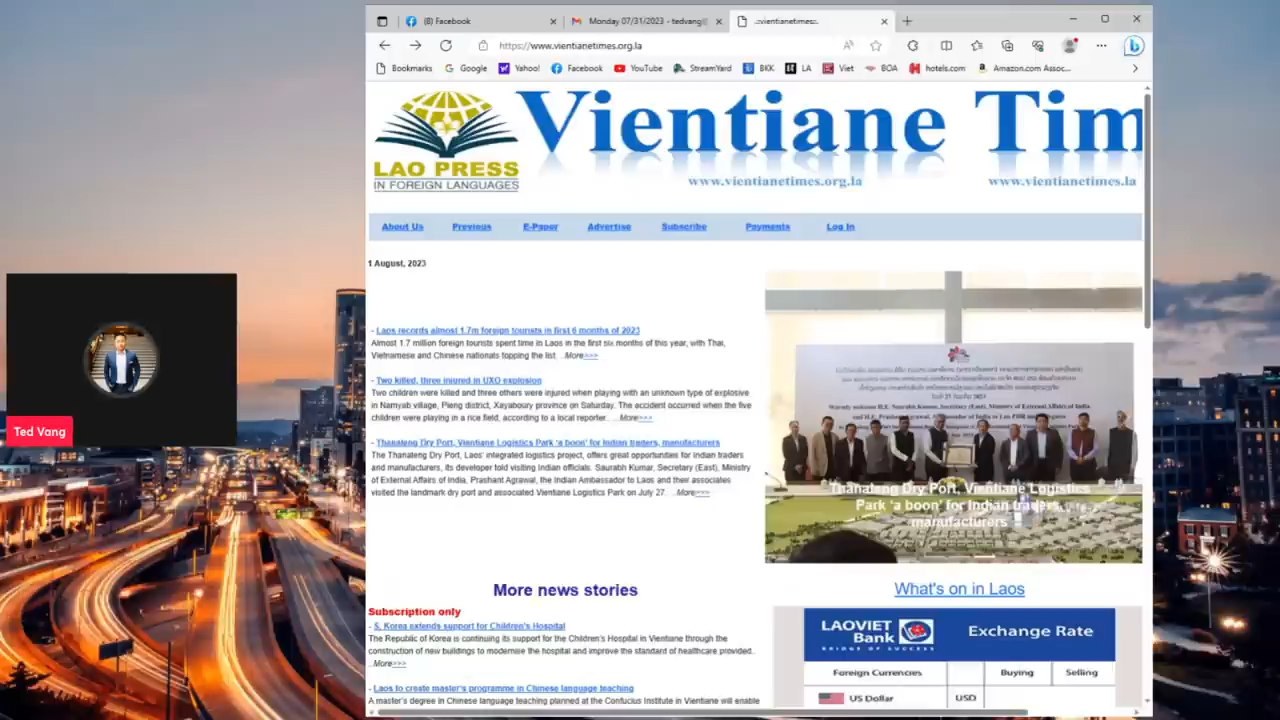 (8) Facebook
Monday 07/31/2023 - tedvang@
.:vientianetimes:.
https://www.vientianetimes.org.la
Bookmarks
Google
Yahoo!
Facebook
YouTube
StreamYard
BKK
LA
Viet
BOA
hotels.com
Amazon.com Assoc...
Vientiane Tim
LAO PRESS
IN FOREIGN LANGUAGES
www.vientianetimes.org.la
www.vientianetimes.la
About Us
Previous
E-Paper
Advertise
Subscribe
Payments
Log In
1 August, 2023
- Laos records almost 1.7m foreign tourists in first 6 months of 2023
Almost 1.7 million foreign tourists spent time in Laos in the first six months of this year, with Thai,
Vietnamese and Chinese nationals topping the list. ...More>>>
- Two killed, three injured in UXO explosion
Two children were killed and three others were injured when playing with an unknown type of explosive
in Namyab village, Pieng district, Xayaboury province on Saturday. The accident occurred when the five
children were playing in a rice field, according to a local reporter. ...More>>>
- Thanaleng Dry Port, Vientiane Logistics Park 'a boon' for Indian traders, manufacturers
The Thanaleng Dry Port, Laos' integrated logistics project, offers great opportunities for Indian traders
and manufacturers, its developer told visiting Indian officials. Saurabh Kumar, Secretary (East), Ministry
of External Affairs of India, Prashant Agrawal, the Indian Ambassador to Laos and their associates
visited the landmark dry port and associated Vientiane Logistics Park on July 27. ...More>>>
Thanaleng Dry Port, Vientiane Logistics
Park 'a boon' for Indian traders,
manufacturers
Ted Vang
More news stories
Subscription only
- S. Korea extends support for Children's Hospital
The Republic of Korea is continuing its support for the Children's Hospital in Vientiane through the
construction of new buildings to modernise the hospital and improve the standard of healthcare provided.
...More>>>
- Laos to create master's programme in Chinese language teaching
A master's degree in Chinese language teaching planned at the Confucius Institute in Vientiane will enable
What's on in Laos
LAOVIET
Bank
BRIDGE OF SUCCESS
Exchange Rate
Foreign Currencies
Buying
Selling
US Dollar
USD